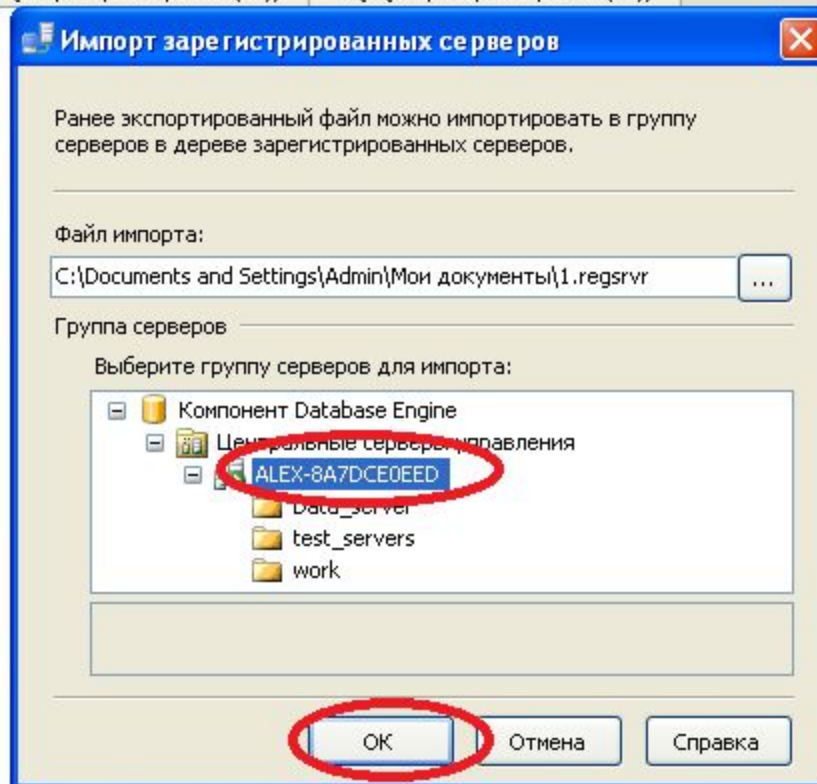 Импорт зарегистрированных серверов
Ранее экспортированный файл можно импортировать в группу
серверов в дереве зарегистрированных серверов.
Файл импорта:
C:\Documents and Settings\Admin\Мои документы\1.regsrvr
...
Группа серверов
Выберите группу серверов для импорта:
Компонент Database Engine
Центральные серверы управления
ALEX-8A7DCE0EED
Data_server
test_servers
work
ОК
Отмена
Справка